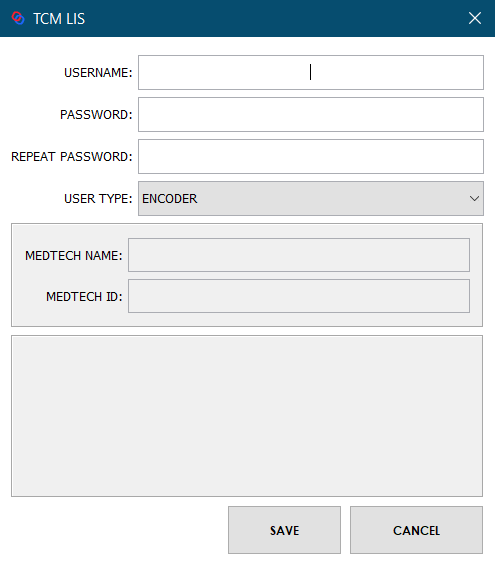 TCM LIS
USERNAME:
PASSWORD:
REPEAT PASSWORD:
USER TYPE: ENCODER
MEDTECH NAME:
MEDTECH ID:
SAVE CANCEL